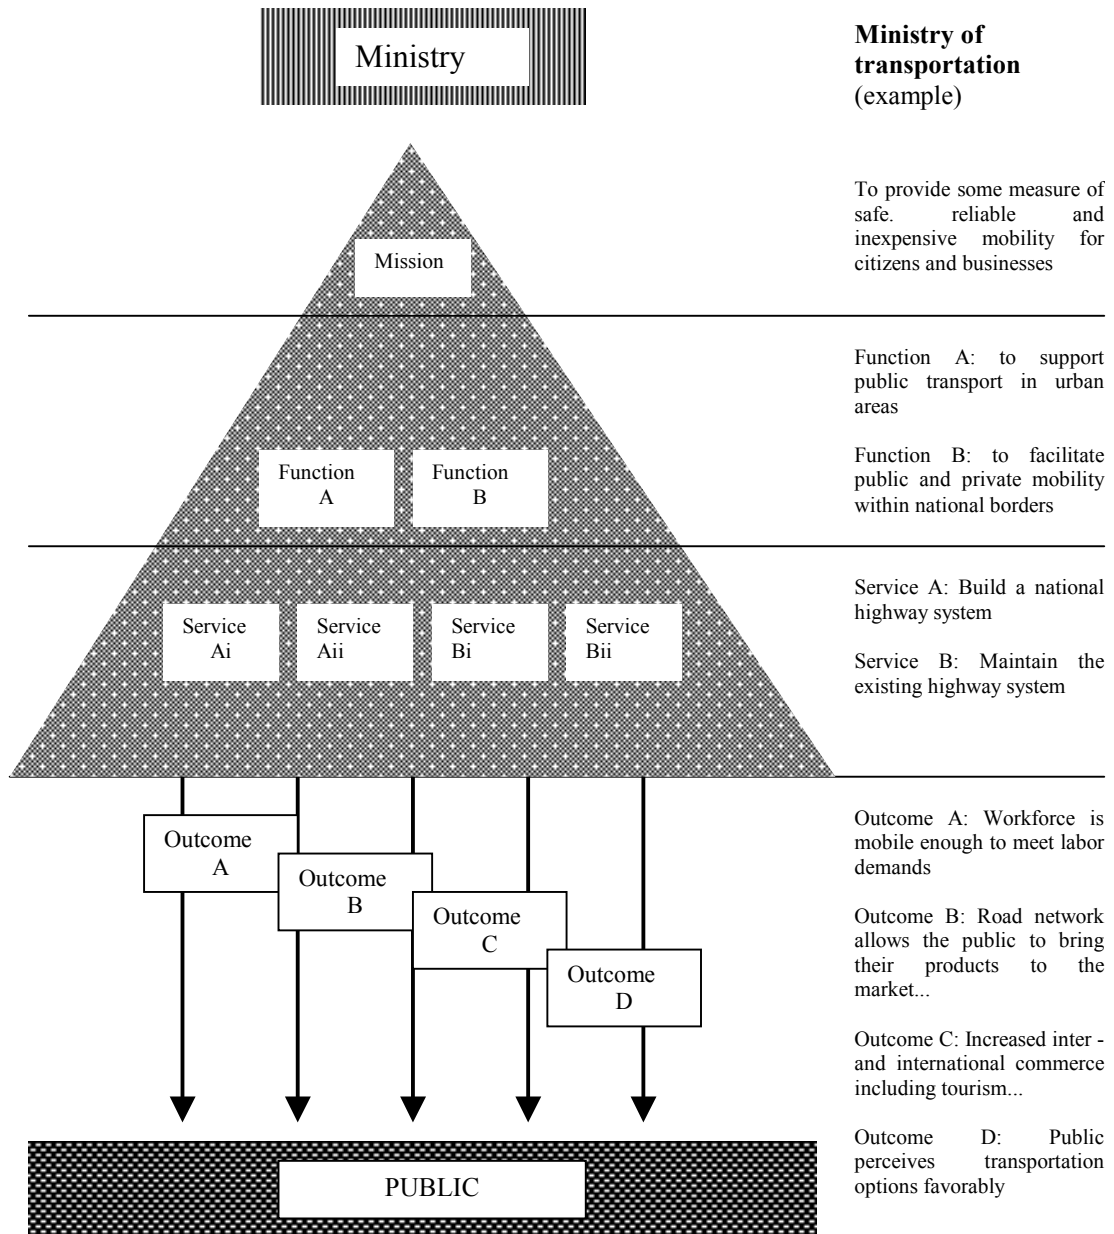 Ministry
Ministry of
transportation
(example)
Mission
To provide some measure of
safe. reliable and
inexpensive mobility for
citizens and businesses
Function
A
Function
B
Function A: to support
public transport in urban
areas
Function B: to facilitate
public and private mobility
within national borders
Service
Ai
Service
Aii
Service
Bi
Service
Bii
Service A: Build a national
highway system
Service B: Maintain the
existing highway system
Outcome
A
Outcome
B
Outcome
C
Outcome
D
Outcome A: Workforce is
mobile enough to meet labor
demands
Outcome B: Road network
allows the public to bring
their products to the
market...
Outcome C: Increased inter -
and international commerce
including tourism...
Outcome D: Public
perceives transportation
options favorably
PUBLIC